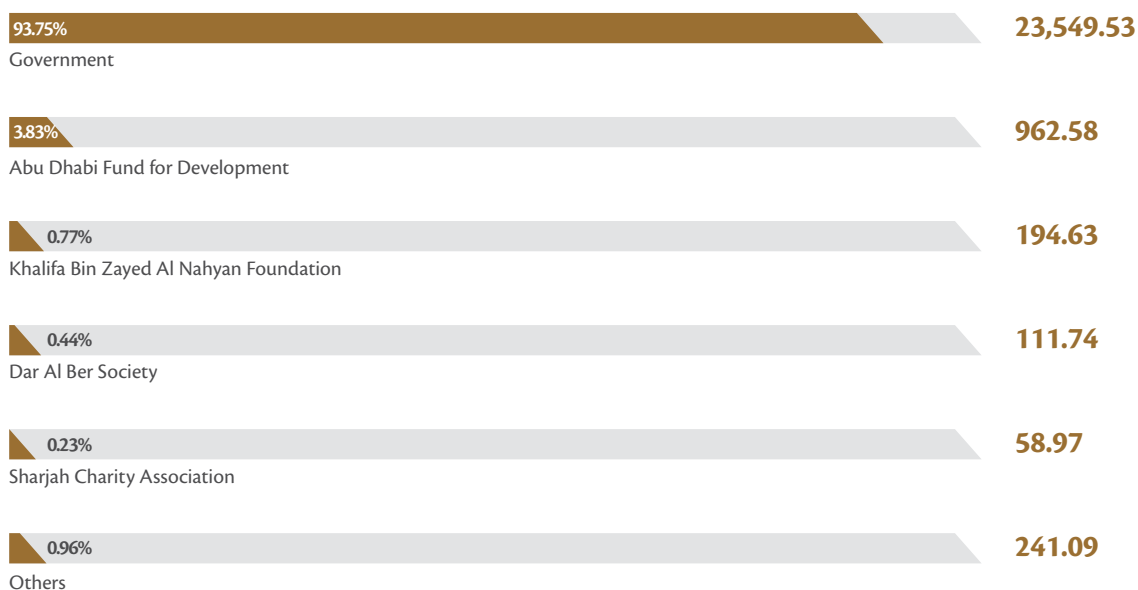 93.75% 23,549.53
Government
3.83% 962.58
Abu Dhabi Fund for Development
0.77% 194.63
Khalifa Bin Zayed Al Nahyan Foundation
0.44% 111.74
Dar Al Ber Society
0.23% 58.97
Sharjah Charity Association
0.96% 241.09
Others